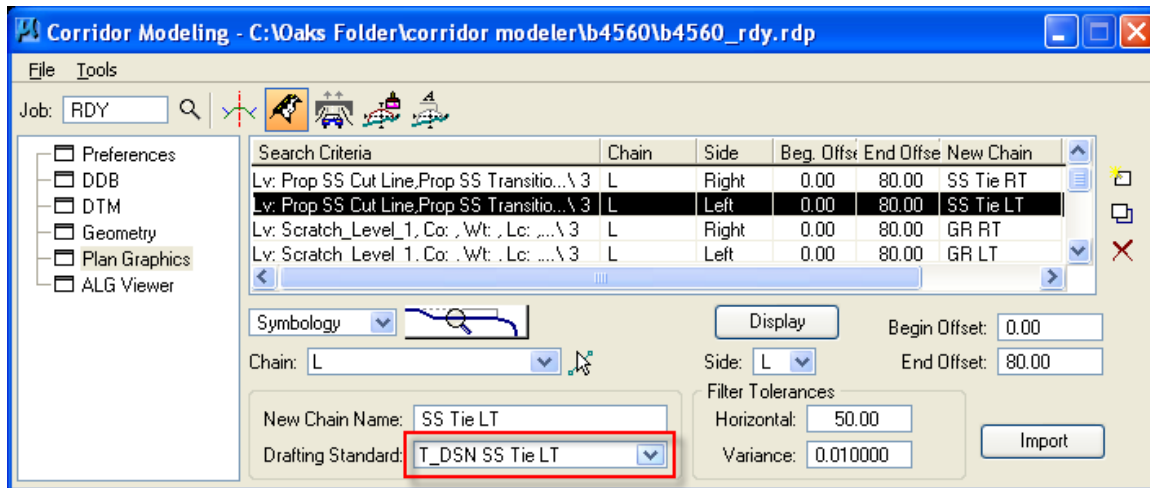 Corridor Modeling - C:\Oaks Folder\corridor modeler\b4560\b4560_rdy.rdp
File Tools
Job: RDY
Preferences
DDB
DTM
Geometry
Plan Graphics
ALG Viewer
Search Criteria Chain Side Beg. Offse End Offse New Chain
Lv: Prop SS Cut Line,Prop SS Transitio...\ 3 L Right 0.00 80.00 SS Tie RT
Lv: Prop SS Cut Line,Prop SS Transitio...\ 3 L Left 0.00 80.00 SS Tie LT
Lv: Scratch_Level_1, Co: , Wt: , Lc: ,...\ 3 L Right 0.00 80.00 GR RT
Lv: Scratch_Level_1, Co: , Wt: , Lc: ,...\ 3 L Left 0.00 80.00 GR LT
Symbology Display Begin Offset: 0.00
Chain: L Side: L End Offset: 80.00
Filter Tolerances
New Chain Name: SS Tie LT Horizontal: 50.00
Drafting Standard: T_DSN SS Tie LT Variance: 0.010000 Import